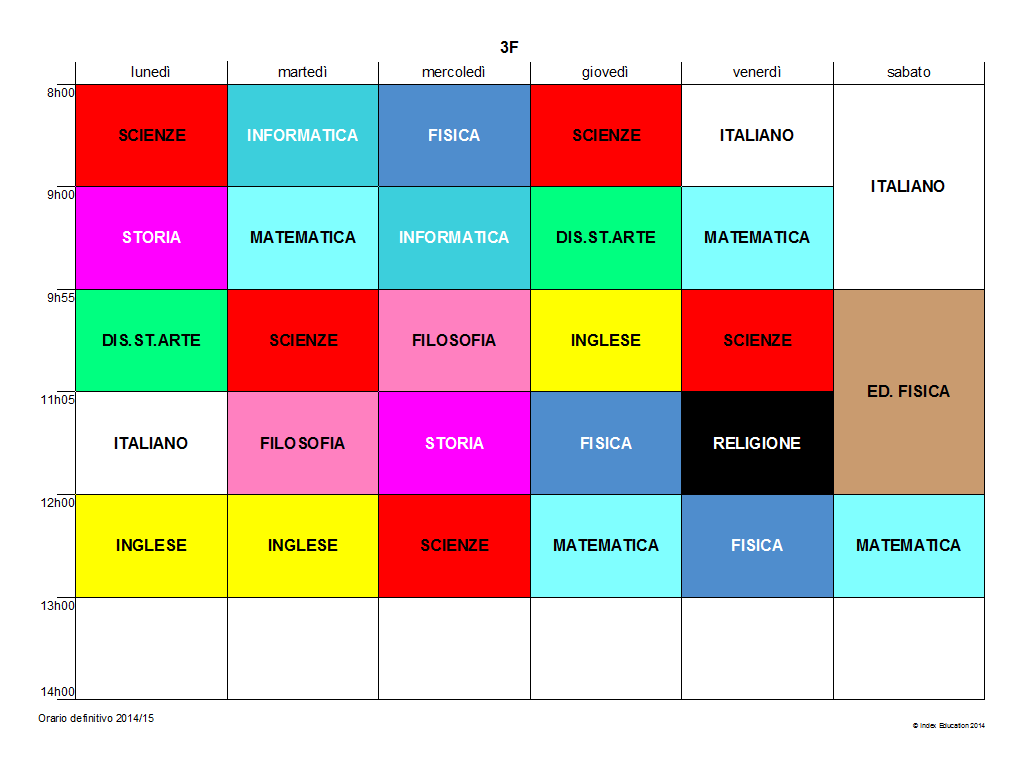 3F
lunedì martedì mercoledì giovedì venerdì sabato
8h00
SCIENZE INFORMATICA FISICA SCIENZE ITALIANO
ITALIANO
9h00
STORIA MATEMATICA INFORMATICA DIS.ST.ARTE MATEMATICA
9h55
DIS.ST.ARTE SCIENZE FILOSOFIA INGLESE SCIENZE
ED. FISICA
11h05
ITALIANO FILOSOFIA STORIA FISICA RELIGIONE
12h00
INGLESE INGLESE SCIENZE MATEMATICA FISICA MATEMATICA
13h00
14h00
Orario definitivo 2014/15
© Index Education 2014